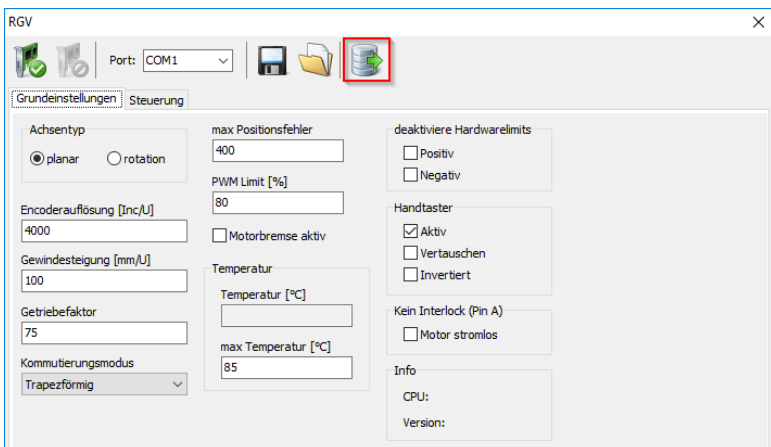 RGV
Port: COM1
Grundeinstellungen Steuerung
Achsentyp
planar rotation
Encoderauflösung [Inc/U]
4000
Gewindesteigung [mm/U]
100
Getriebefaktor
75
Kommutierungsmodus
Trapezförmig
max Positionsfehler
400
PWM Limit [%]
80
Motorbremse aktiv
Temperatur
Temperatur [°C]
max Temperatur [°C]
85
deaktiviere Hardwarelimits
Positiv
Negativ
Handtaster
Aktiv
Vertauschen
Invertiert
Kein Interlock (Pin A)
Motor stromlos
Info
CPU:
Version: